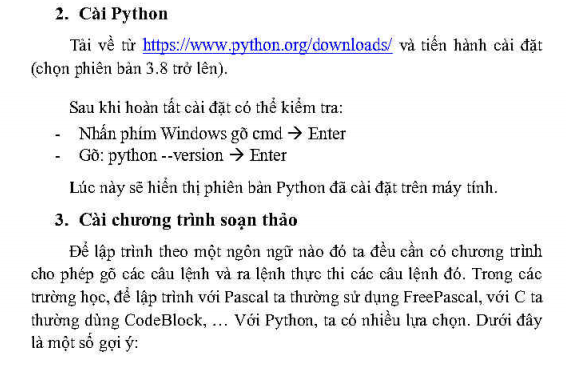 2. Cài Python
Tải về từ https://www.python.org/downloads/ và tiến hành cài đặt
(chọn phiên bản 3.8 trở lên).
Sau khi hoàn tất cài đặt có thể kiểm tra:
- Nhấn phím Windows gõ cmd → Enter
- Gõ: python --version → Enter
Lúc này sẽ hiển thị phiên bản Python đã cài đặt trên máy tính.
3. Cài chương trình soạn thảo
Để lập trình theo một ngôn ngữ nào đó ta đều cần có chương trình
cho phép gõ các câu lệnh và ra lệnh thực thi các câu lệnh đó. Trong các
trường học, để lập trình với Pascal ta thường sử dụng FreePascal, với C ta
thường dùng CodeBlock, … Với Python, ta có nhiều lựa chọn. Dưới đây
là một số gợi ý: